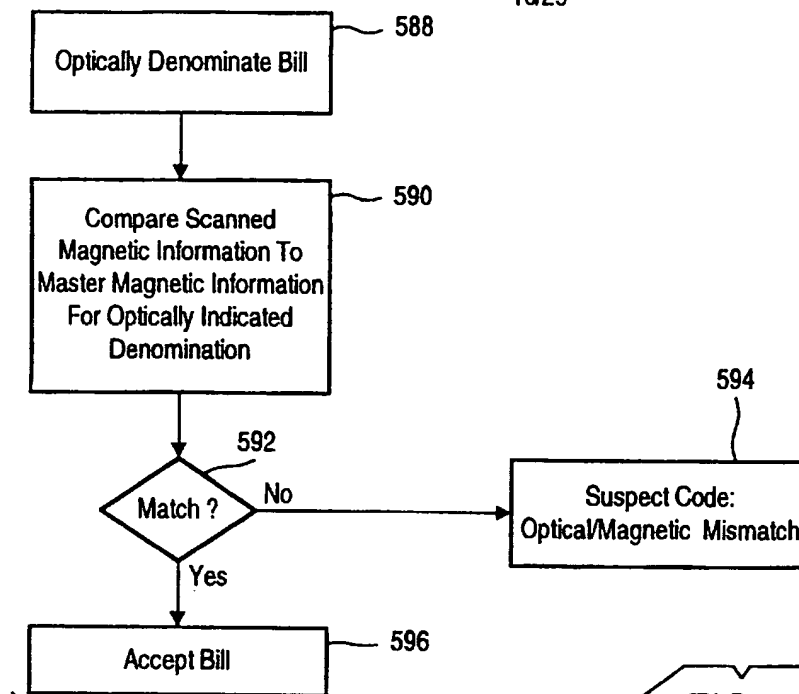 588
Optically Denominate Bill
590
Compare Scanned
Magnetic Information To
Master Magnetic Information
For Optically Indicated
Denomination
594
592
Match ?
No
Suspect Code:
Optical/Magnetic Mismatch
Yes
596
Accept Bill